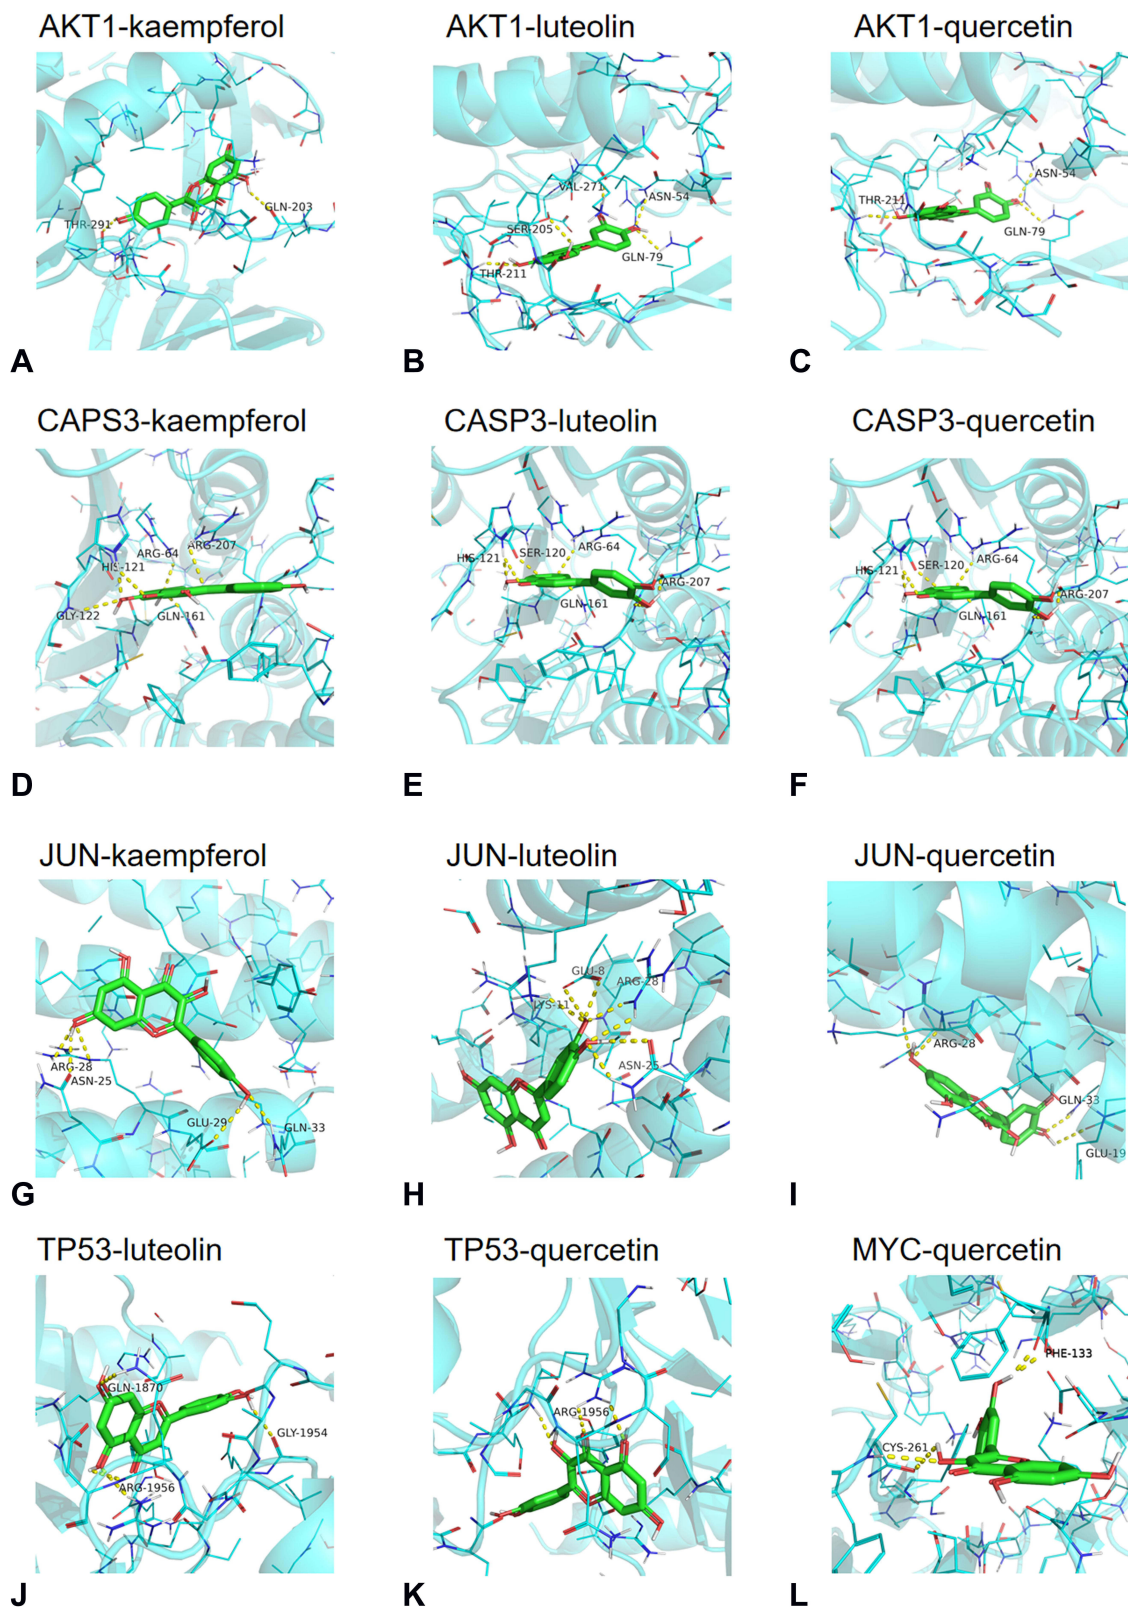 AKT1-kaempferol
AKT1-luteolin
AKT1-quercetin
THR-291
GLN-203
VAL-271
ASN-54
SER-205
GLN-79
THR-211
ASN-54
THR-211
GLN-79
A
B
C
CAPS3-kaempferol
CASP3-luteolin
CASP3-quercetin
ARG-207
ARG-64
HIS-121
GLY-122
GLN-161
SER-120
ARG-64
HIS-121
ARG-207
GLN-161
ARG-64
SER-120
HIS-121
ARG-207
GLN-161
D
E
F
JUN-kaempferol
JUN-luteolin
JUN-quercetin
ARG-28
ASN-25
GLU-29
GLN-33
GLU-8
ARG-28
LYS-11
ASN-25
ARG-28
GLN-33
GLU-19
G
H
I
TP53-luteolin
TP53-quercetin
MYC-quercetin
GLN-1870
GLY-1954
ARG-1956
ARG-1956
PHE-133
CYS-261
J
K
L